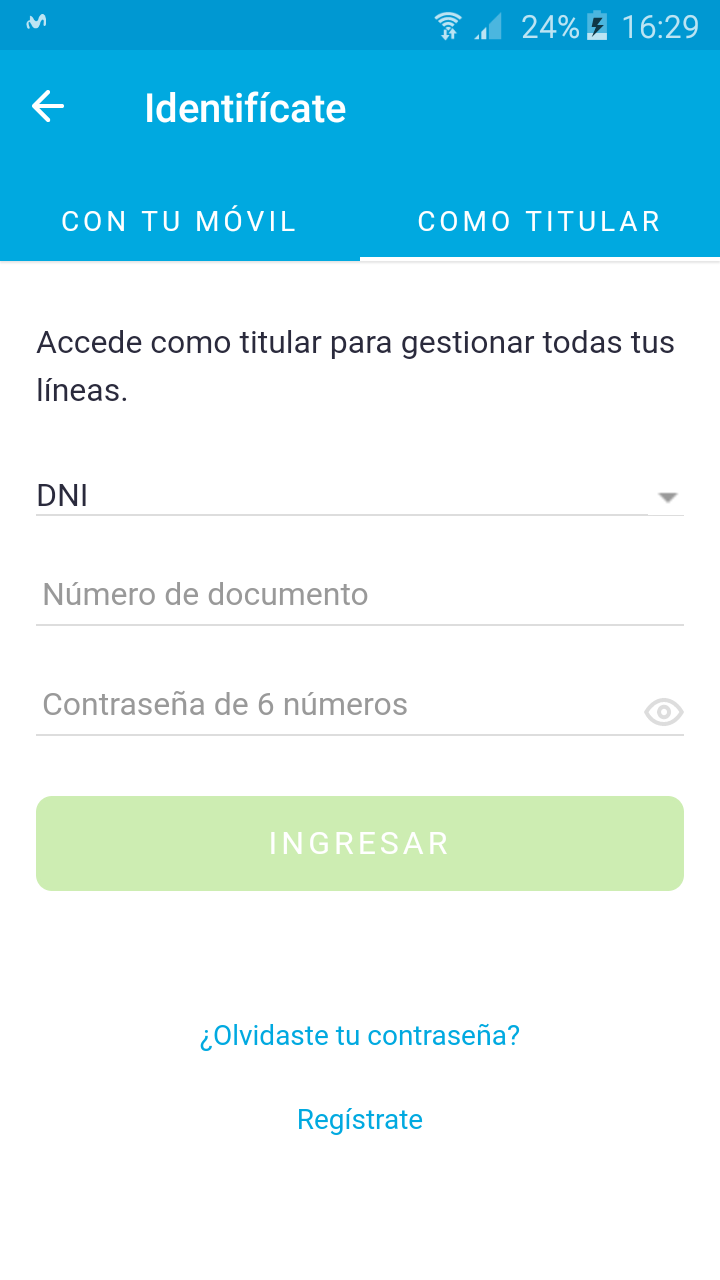 24% 16:29
Identifícate
CON TU MÓVIL COMO TITULAR
Accede como titular para gestionar todas tus
líneas.
DNI
Número de documento
Contraseña de 6 números
INGRESAR
¿Olvidaste tu contraseña?
Regístrate